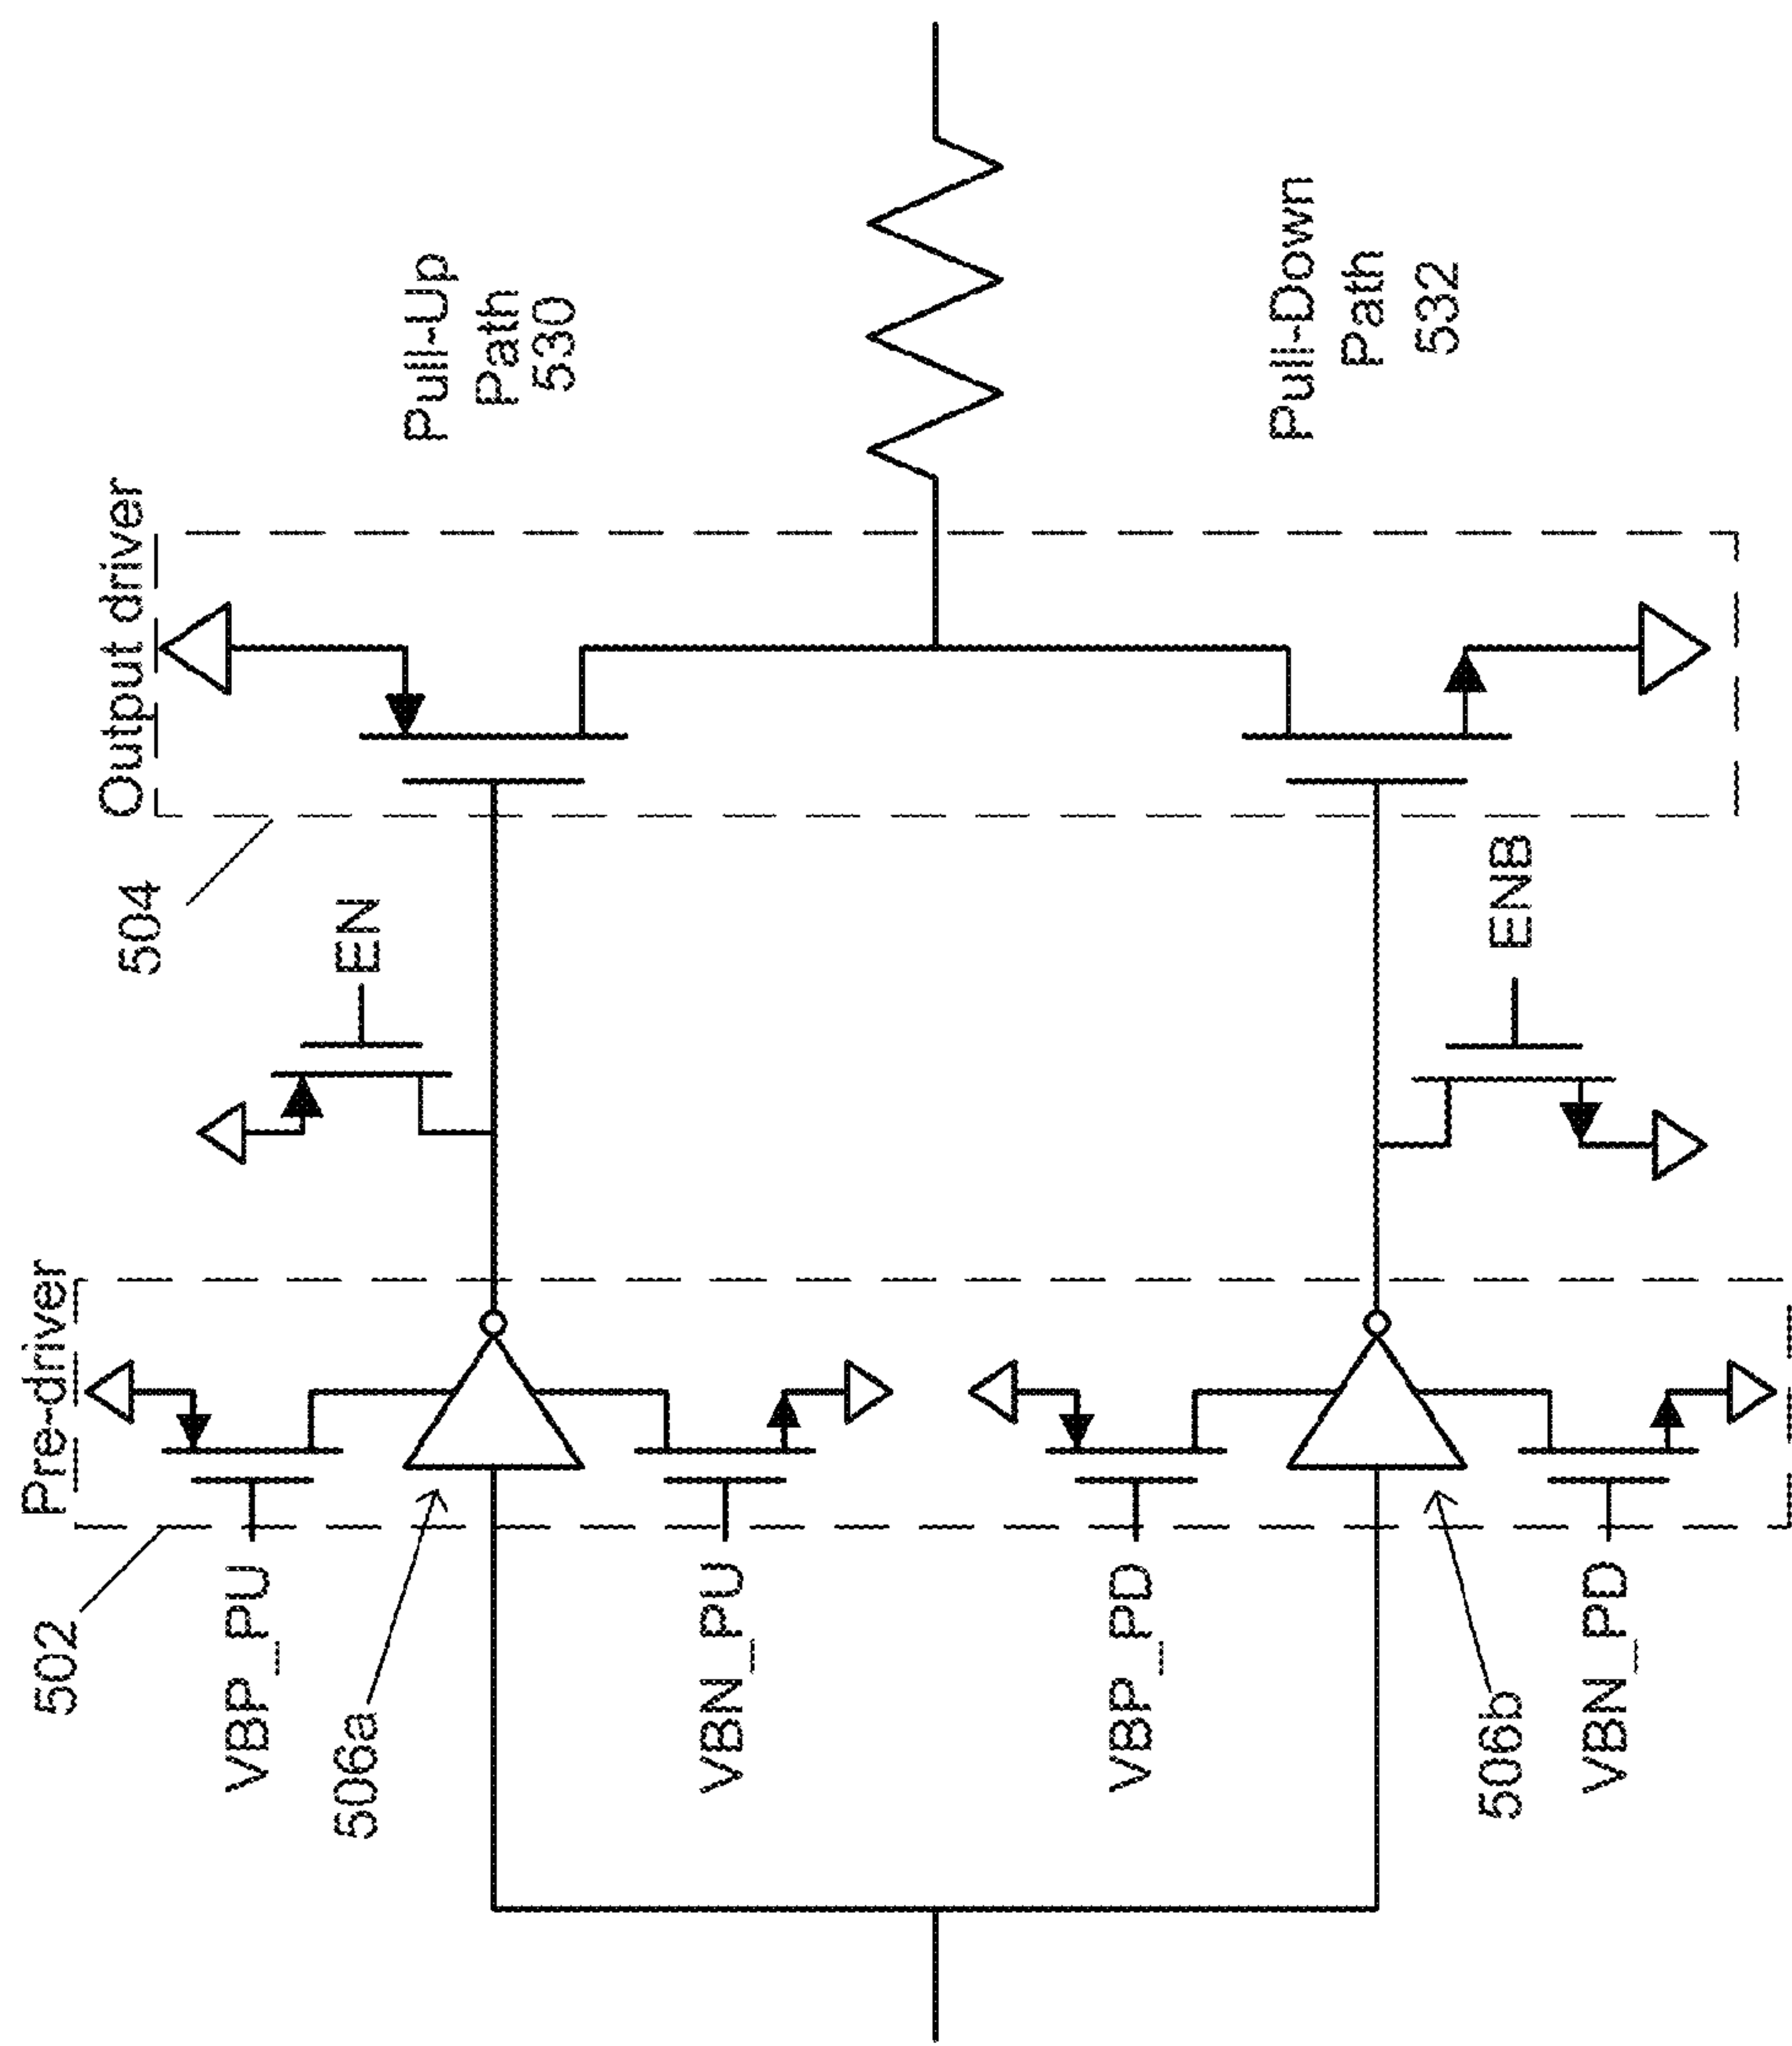 502
Pre-driver
Output driver
504
VBP_PU
506a
EN
Pull-Up
Path
530
VBN_PU
VBP_PD
Pull-Down
Path
532
506b
ENB
VBN_PD